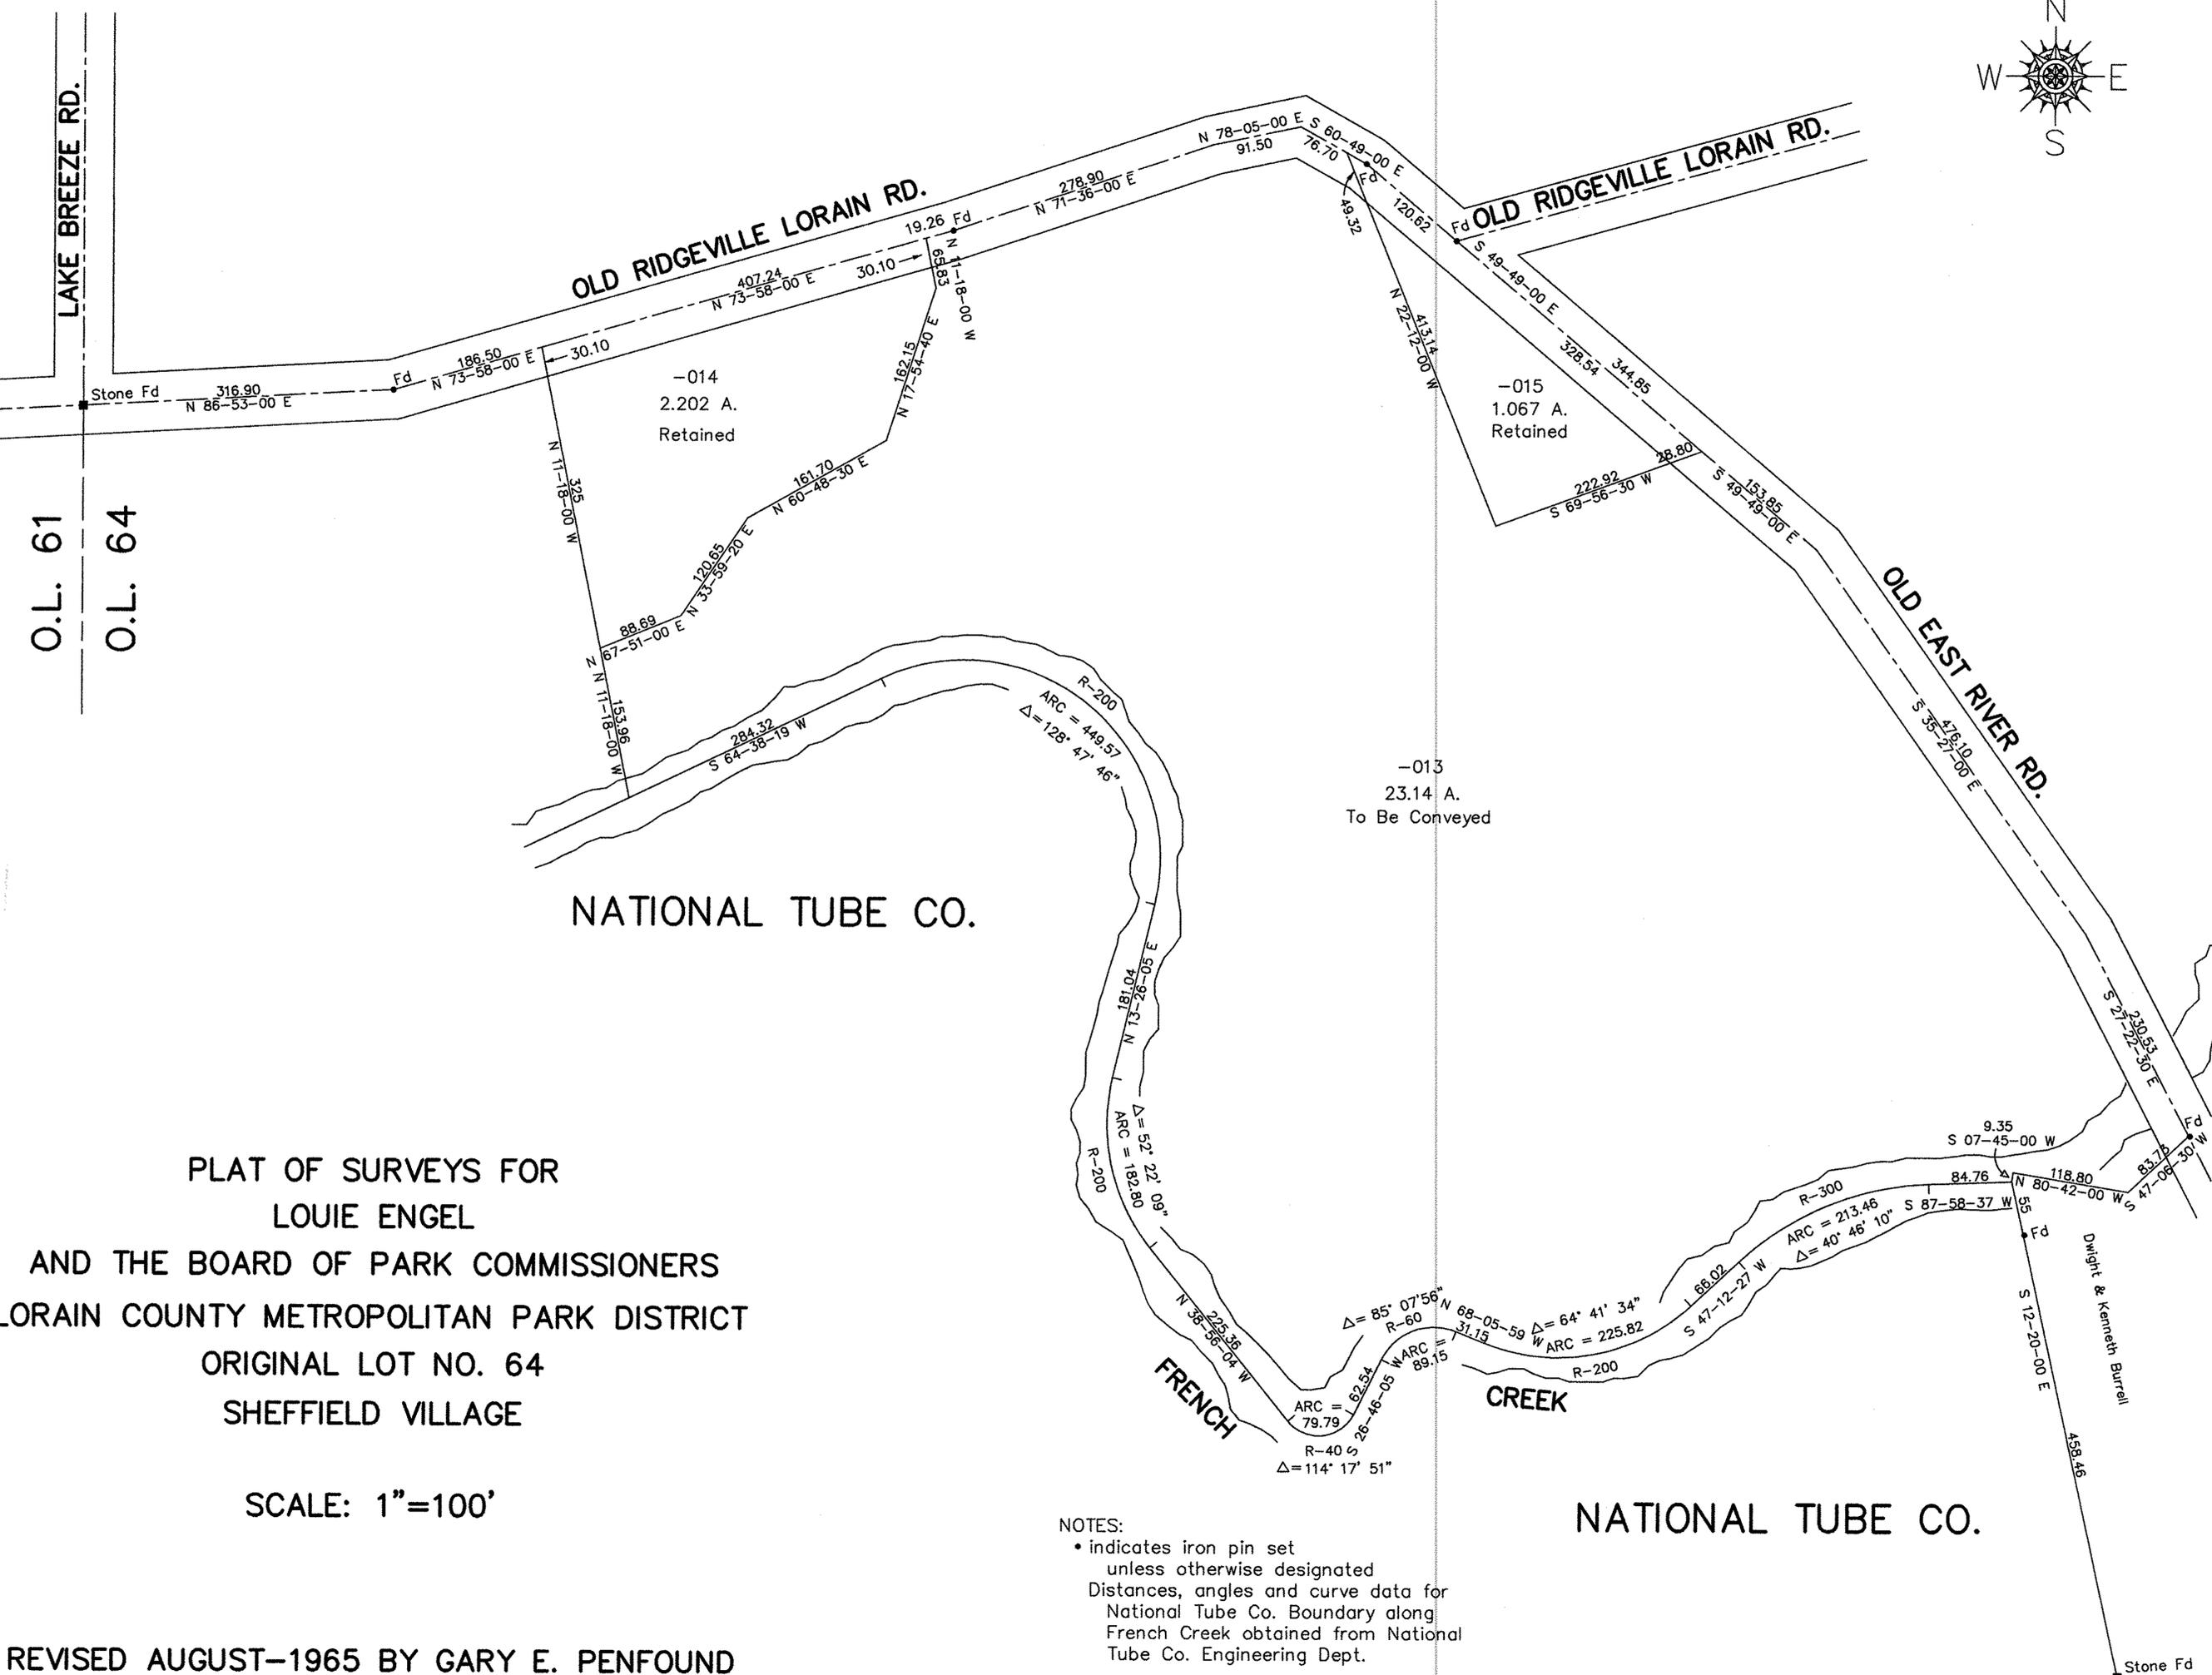 N
W
E
S
LAKE BREEZE RD.
OLD RIDGEVILLE LORAIN RD.
OLD RIDGEVILLE LORAIN RD.
OLD EAST RIVER RD.
O.L. 61
O.L. 64
Stone Fd
316.90
N 86-53-00 E
Fd
186.50
N 73-58-00 E
30.10
407.24
N 73-58-00 E
30.10
19.26
Fd
65.83
N 11-18-00 W
278.90
N 71-36-00 E
N 78-05-00 E
91.50
S 60-49-00 E
76.70
Fd
49.32
120.62
Fd
S 49-49-00 E
328.54
344.85
413.14
N 22-12-00 W
-015
1.067 A.
Retained
28.80
222.92
S 69-56-30 W
153.85
S 49-49-00 E
476.10
S 35-27-00 E
230.53
S 27-22-30 E
Fd
83.73
S 47-06-30 W
-014
2.202 A.
Retained
325
N 11-18-00 W
162.15
N 17-54-40 E
161.70
N 60-48-30 E
120.65
N 33-59-20 E
88.69
N 67-51-00 E
153.96
N 11-18-00 W
284.32
S 64-38-19 W
R-200
ARC = 449.57
Δ=128° 47' 46"
-013
23.14 A.
To Be Conveyed
NATIONAL TUBE CO.
181.04
N 13-26-05 E
Δ= 52° 22' 09"
ARC = 182.80
R-200
225.36
N 38-56-04 W
FRENCH
CREEK
ARC =
79.79
R-40
Δ=114° 17' 51"
62.54
S 26-46-05 W
Δ= 85° 07'56"
R-60
ARC =
89.15
N 68-05-59 W
31.15
Δ= 64° 41' 34"
ARC = 225.82
R-200
66.02
S 47-12-27 W
R-300
ARC = 213.46
Δ= 40° 46' 10"
84.76
S 87-58-37 W
9.35
S 07-45-00 W
118.80
N 80-42-00 W
55
Fd
S 12-20-00 E
458.46
Dwight & Kenneth Burrell
NATIONAL TUBE CO.
Stone Fd
PLAT OF SURVEYS FOR
LOUIE ENGEL
AND THE BOARD OF PARK COMMISSIONERS
LORAIN COUNTY METROPOLITAN PARK DISTRICT
ORIGINAL LOT NO. 64
SHEFFIELD VILLAGE
SCALE: 1"=100'
REVISED AUGUST-1965 BY GARY E. PENFOUND
NOTES:
• indicates iron pin set
unless otherwise designated
Distances, angles and curve data for
National Tube Co. Boundary along
French Creek obtained from National
Tube Co. Engineering Dept.